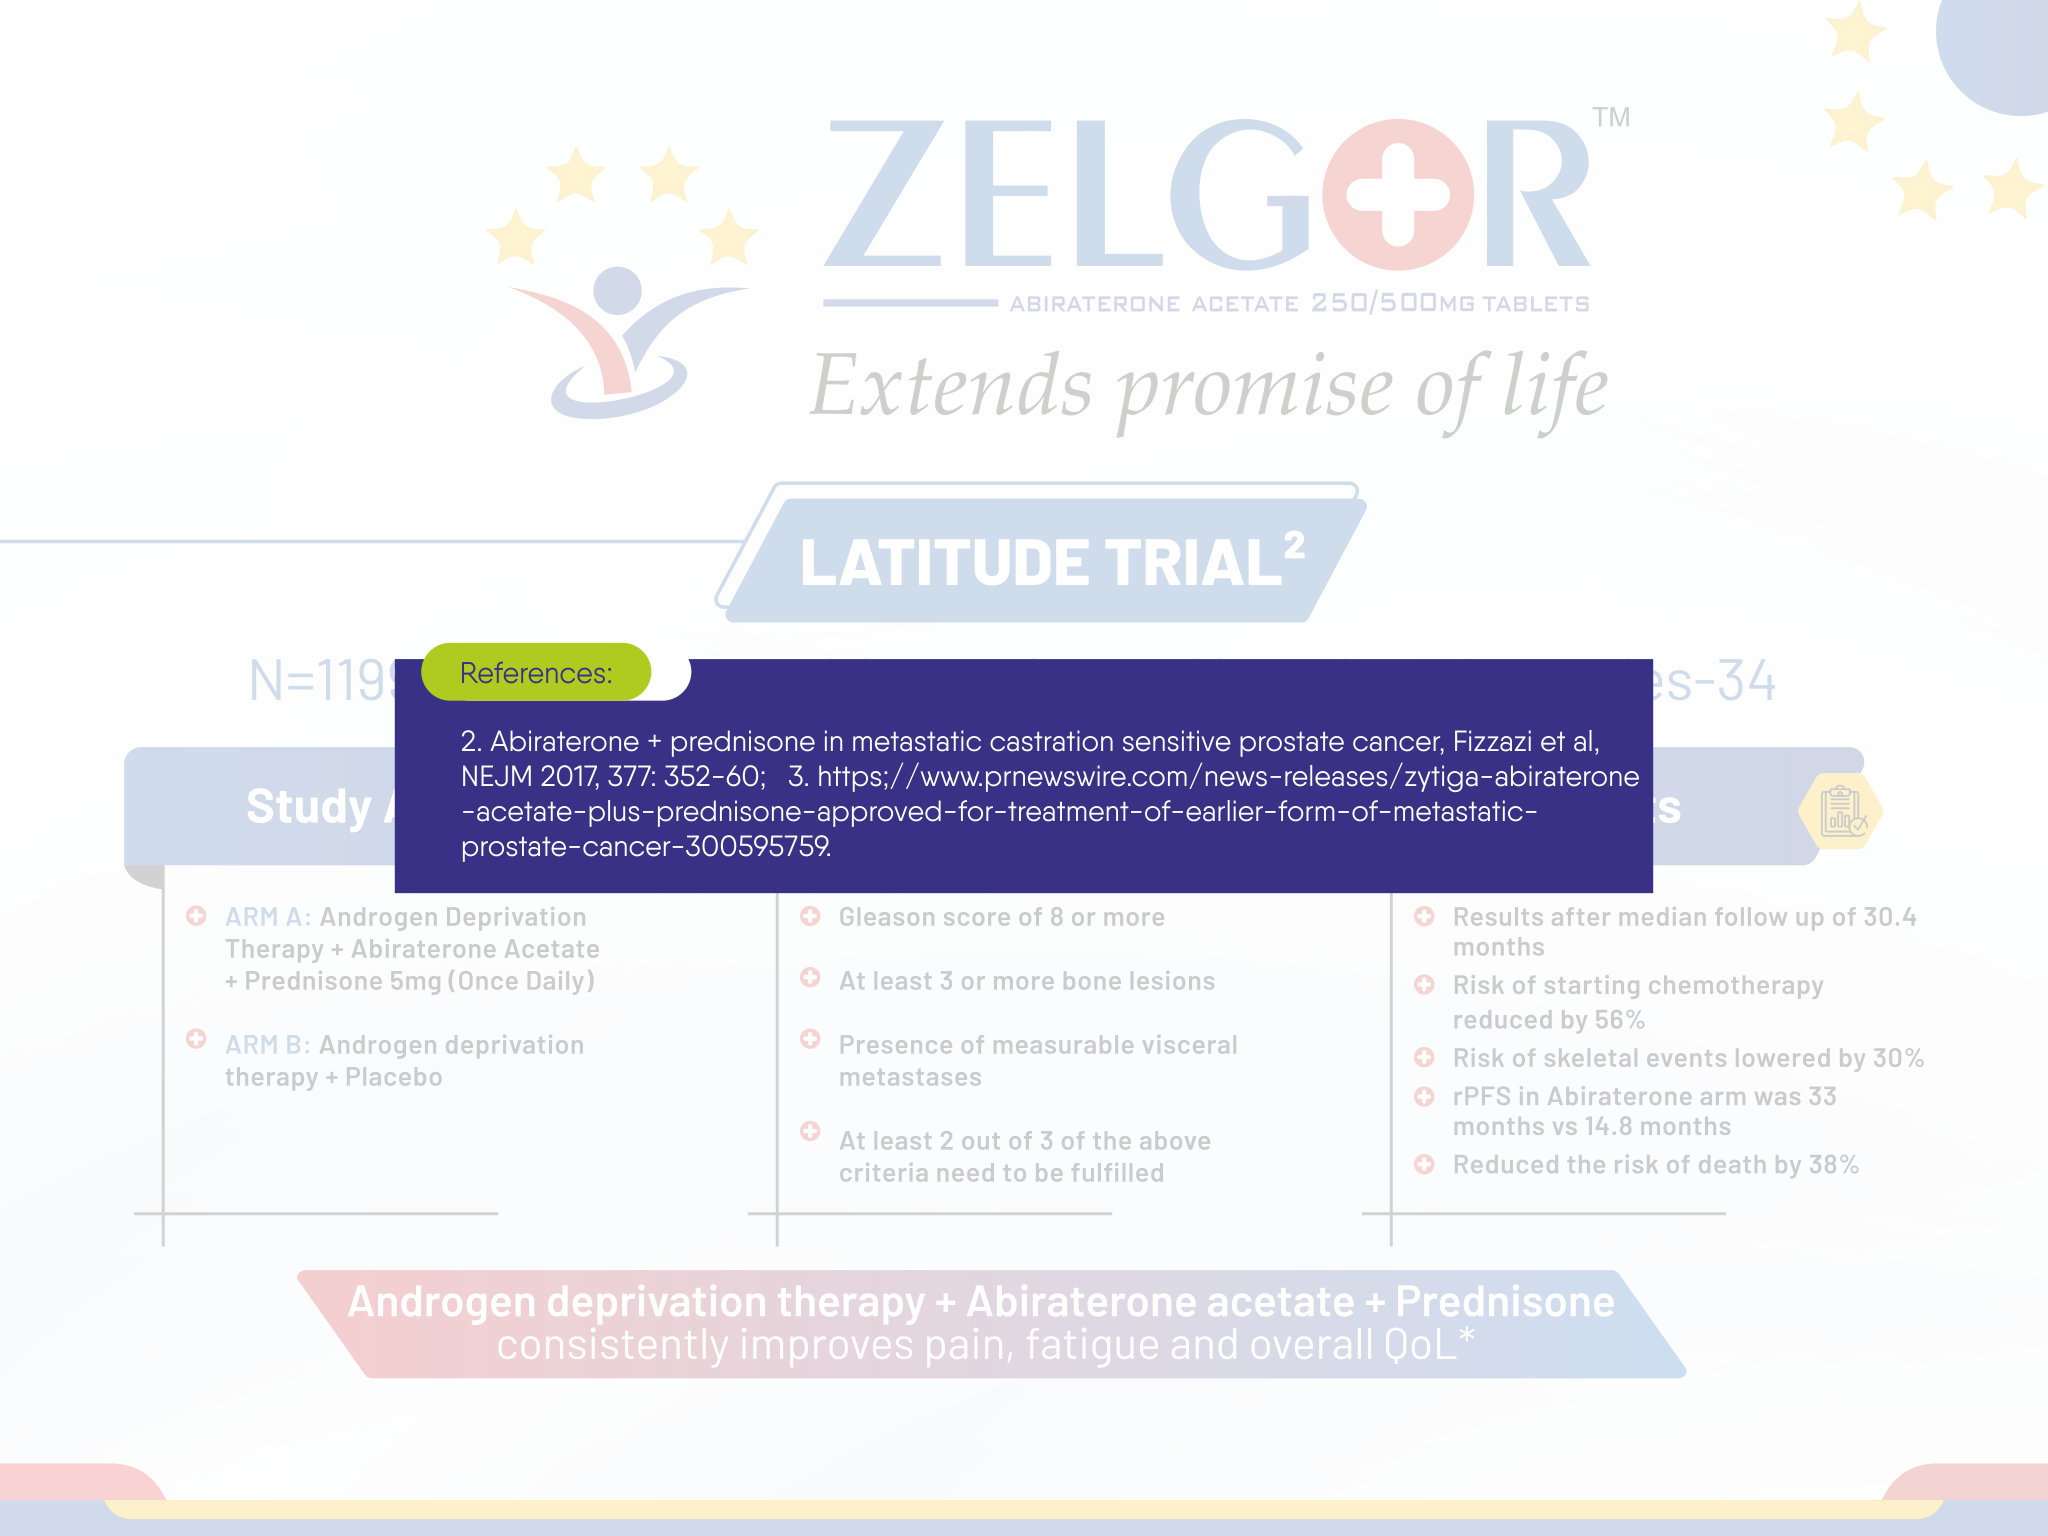 ZELGOR™
ABIRATERONE ACETATE 250/500MG TABLETS
Extends promise of life
LATITUDE TRIAL²
N=119
es-34
References:
2. Abiraterone + prednisone in metastatic castration sensitive prostate cancer, Fizzazi et al,
NEJM 2017, 377: 352-60;   3. https;//www.prnewswire.com/news-releases/zytiga-abiraterone
-acetate-plus-prednisone-approved-for-treatment-of-earlier-form-of-metastatic-
prostate-cancer-300595759.
Study
ARM A: Androgen Deprivation
Therapy + Abiraterone Acetate
+ Prednisone 5mg (Once Daily)
ARM B: Androgen deprivation
therapy + Placebo
Gleason score of 8 or more
At least 3 or more bone lesions
Presence of measurable visceral
metastases
At least 2 out of 3 of the above
criteria need to be fulfilled
Results after median follow up of 30.4
months
Risk of starting chemotherapy
reduced by 56%
Risk of skeletal events lowered by 30%
rPFS in Abiraterone arm was 33
months vs 14.8 months
Reduced the risk of death by 38%
Androgen deprivation therapy + Abiraterone acetate + Prednisone
consistently improves pain, fatigue and overall QoL*